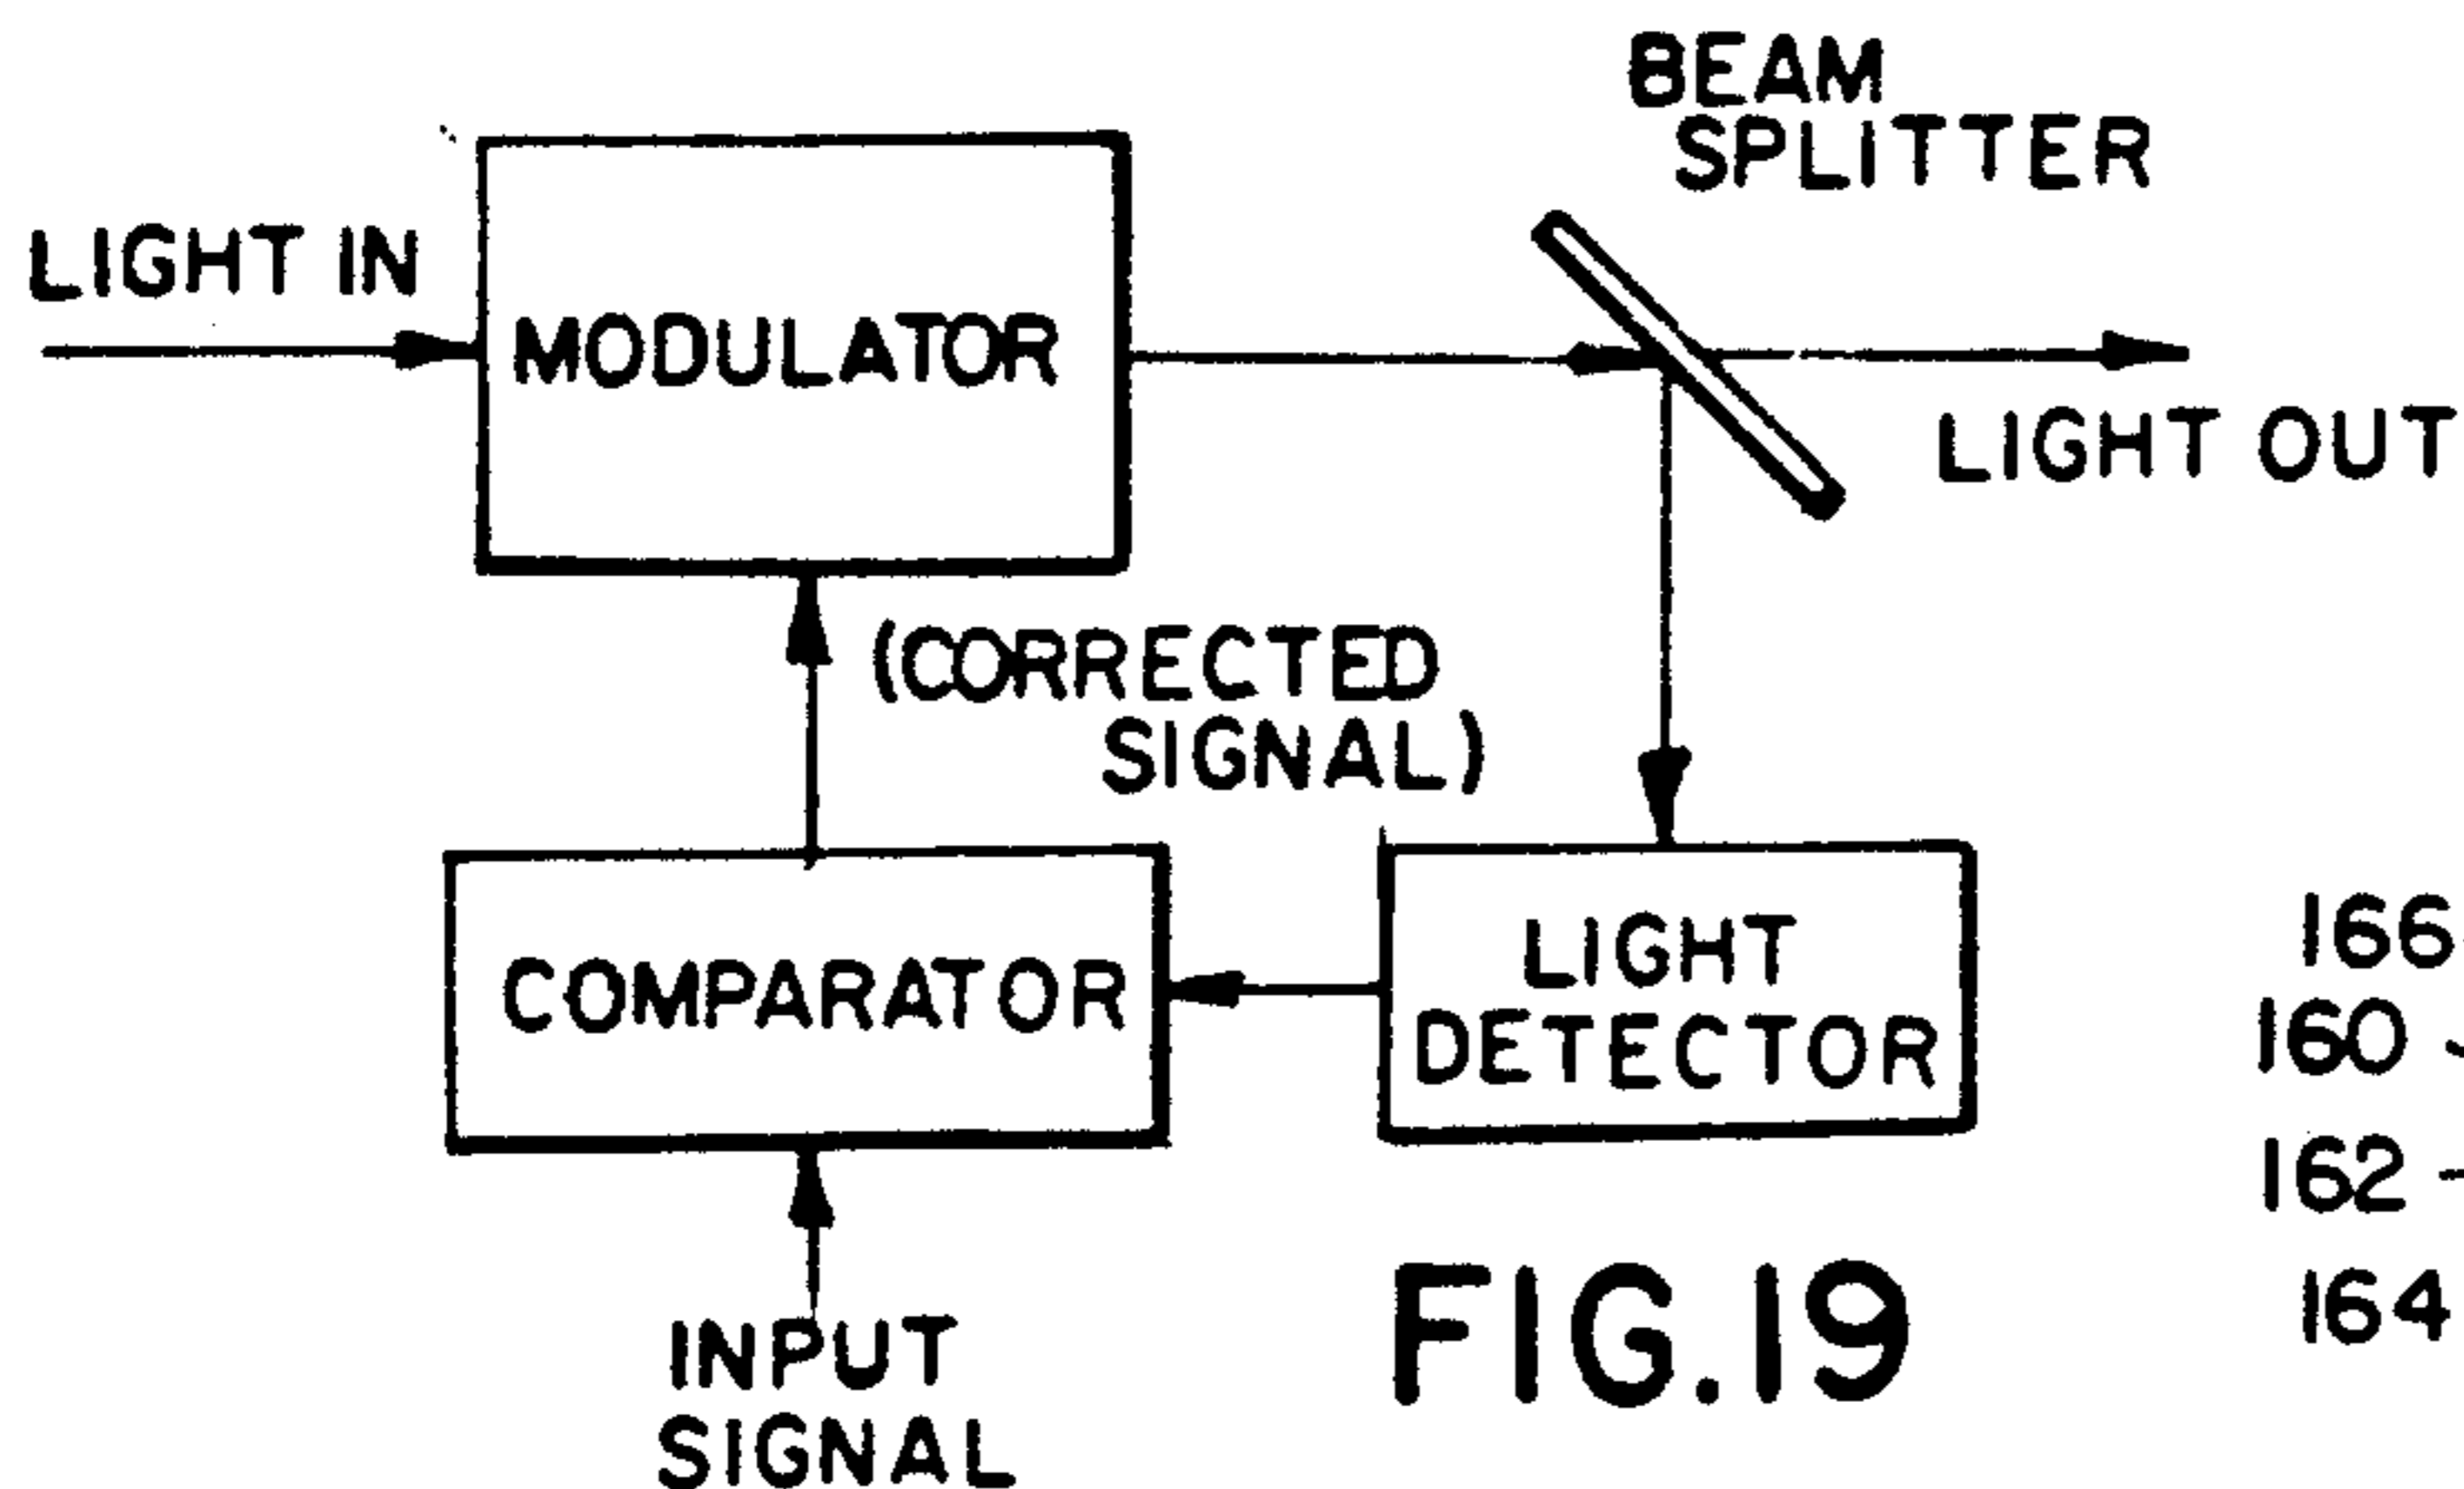 BEAM
SPLITTER
LIGHT IN
MODULATOR
LIGHT OUT
(CORRECTED
SIGNAL)
COMPARATOR
LIGHT
DETECTOR
INPUT
SIGNAL
FIG.19
166
160
162
164